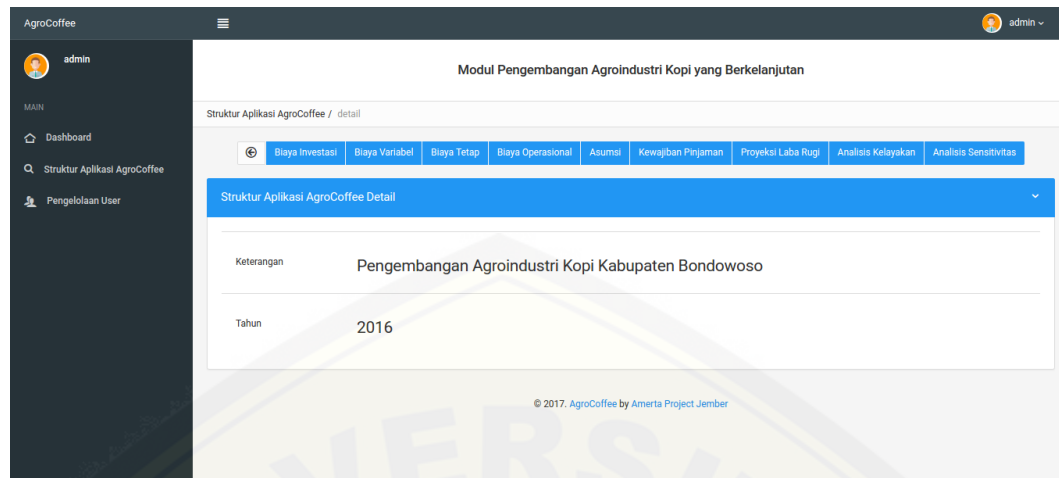 AgroCoffee
admin
admin
Modul Pengembangan Agroindustri Kopi yang Berkelanjutan
MAIN
Dashboard
Struktur Aplikasi AgroCoffee
Pengelolaan User
Struktur Aplikasi AgroCoffee / detail
Biaya Investasi Biaya Variabel Biaya Tetap Biaya Operasional Asumsi Kewajiban Pinjaman Proyeksi Laba Rugi Analisis Kelayakan Analisis Sensitivitas
Struktur Aplikasi AgroCoffee Detail
Keterangan Pengembangan Agroindustri Kopi Kabupaten Bondowoso
Tahun 2016
© 2017. AgroCoffee by Amerta Project Jember